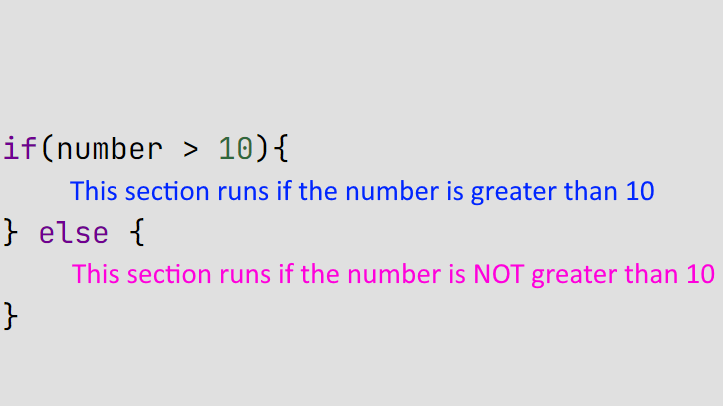 if(number > 10){
This section runs if the number is greater than 10
} else {
This section runs if the number is NOT greater than 10
}